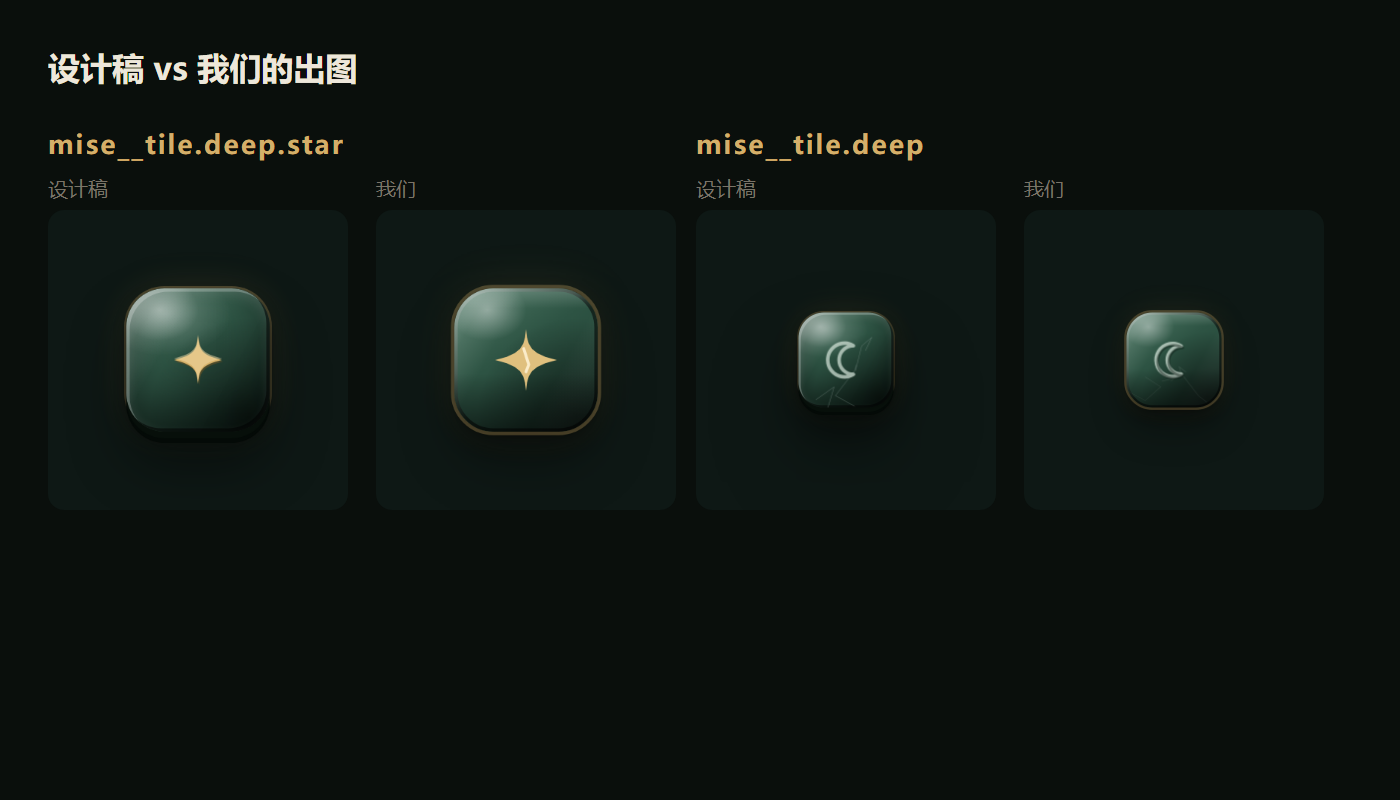 设计稿 vs 我们的出图
mise__tile.deep.star
mise__tile.deep
设计稿
我们
设计稿
我们